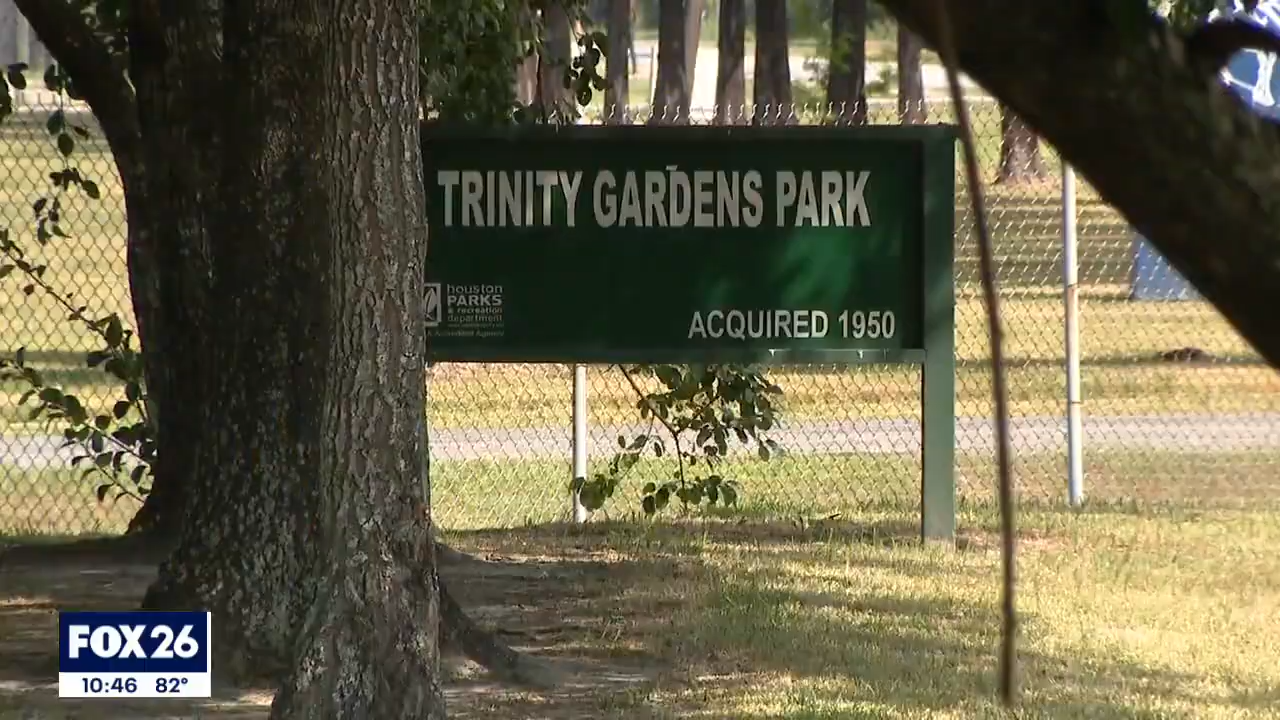 TRINITY GARDENS PARK
houston
PARKS
& recreation
department
ACQUIRED 1950
FOX 26
10:46 82°